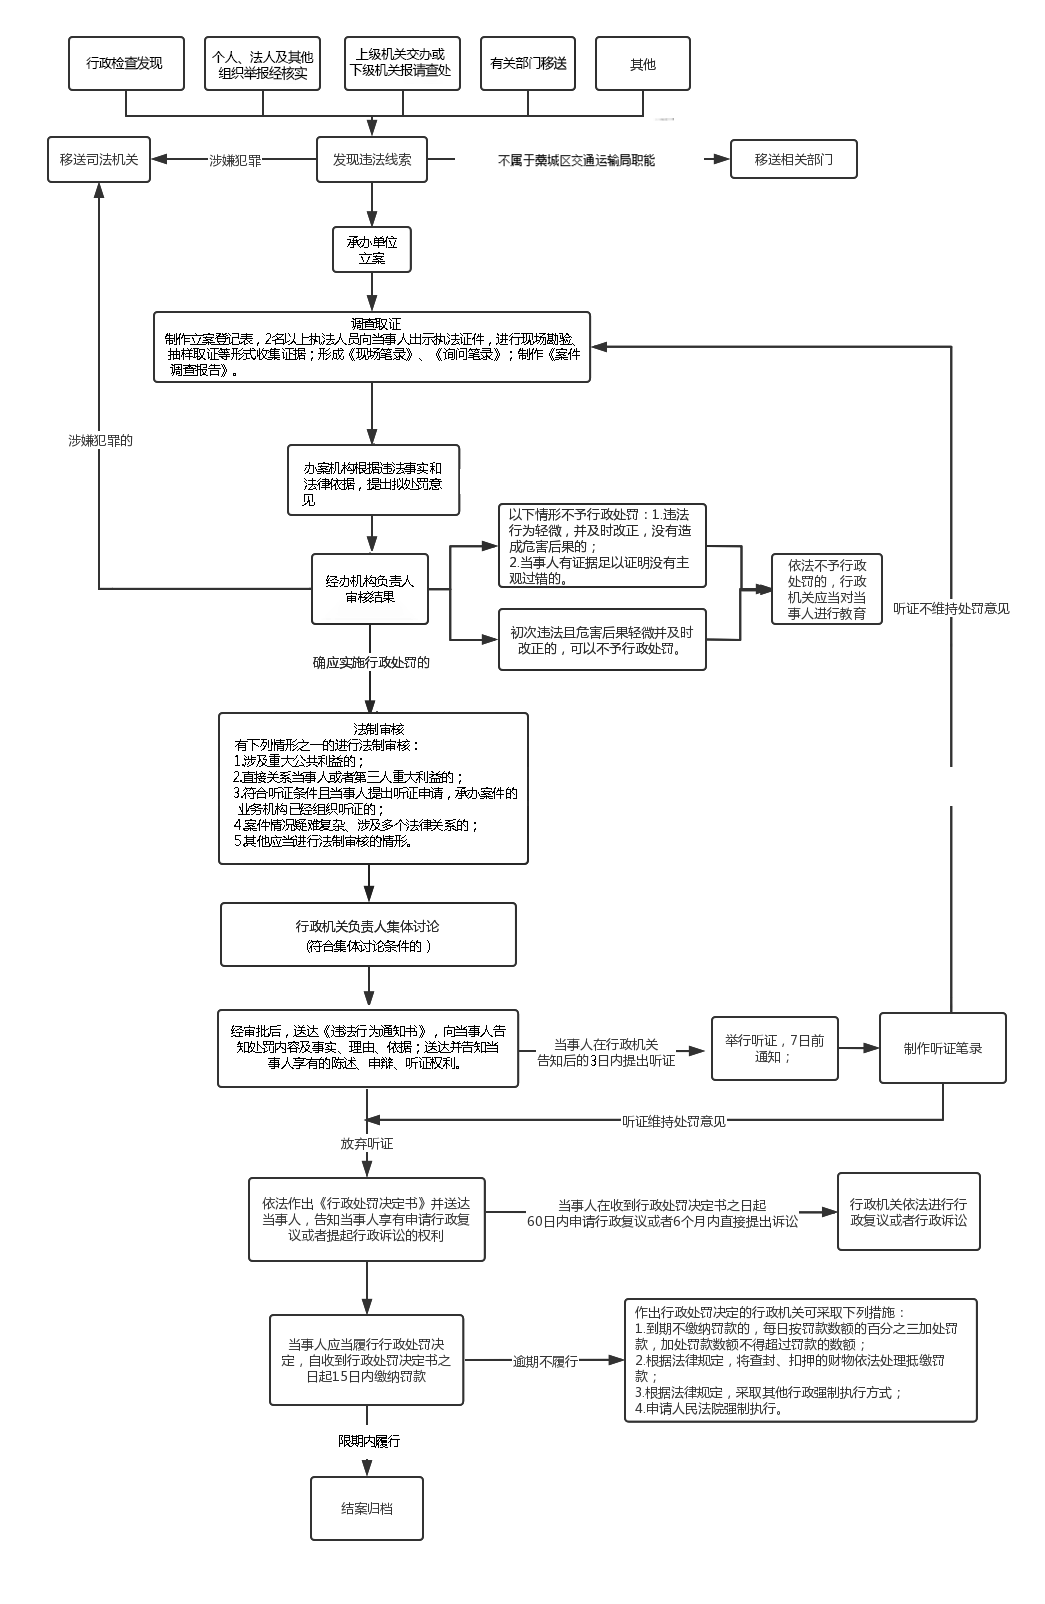 行政检查发现
个人、法人及其他
组织举报经核实
上级机关交办或
下级机关报请查处
有关部门移送
其他
移送司法机关
涉嫌犯罪
发现违法线索
不属于藁城区交通运输局职能
移送相关部门
承办单位
立案
调查取证
制作立案登记表，2名以上执法人员向当事人出示执法证件，进行现场勘验、
抽样取证等形式收集证据；形成《现场笔录》、《询问笔录》；制作《案件
调查报告》。
涉嫌犯罪的
办案机构根据违法事实和
法律依据，提出拟处罚意
见
以下情形不予行政处罚：1.违法
行为轻微，并及时改正，没有造
成危害后果的；
2.当事人有证据足以证明没有主
观过错的。
经办机构负责人
审核结果
依法不予行政
处罚的，行政
机关应当对当
事人进行教育
听证不维持处罚意见
初次违法且危害后果轻微并及时
改正的，可以不予行政处罚。
确应实施行政处罚的
法制审核
有下列情形之一的进行法制审核：
1.涉及重大公共利益的；
2.直接关系当事人或者第三人重大利益的；
3.符合听证条件且当事人提出听证申请，承办案件的
业务机构已经组织听证的；
4.案件情况疑难复杂、涉及多个法律关系的；
5.其他应当进行法制审核的情形。
行政机关负责人集体讨论
（符合集体讨论条件的）
经审批后，送达《违法行为通知书》，向当事人告
知处罚内容及事实、理由、依据；送达并告知当
事人享有的陈述、申辩、听证权利。
当事人在行政机关
告知后的3日内提出听证
举行听证，7日前
通知；
制作听证笔录
听证维持处罚意见
放弃听证
依法作出《行政处罚决定书》并送达
当事人，告知当事人享有申请行政复
议或者提起行政诉讼的权利
当事人在收到行政处罚决定书之日起
60日内申请行政复议或者6个月内直接提出诉讼
行政机关依法进行行
政复议或者行政诉讼
当事人应当履行行政处罚决
定，自收到行政处罚决定书之
日起15日内缴纳罚款
逾期不履行
作出行政处罚决定的行政机关可采取下列措施：
1.到期不缴纳罚款的，每日按罚款数额的百分之三加处罚
款，加处罚款数额不得超过罚款的数额；
2.根据法律规定，将查封、扣押的财物依法处理抵缴罚
款；
3.根据法律规定，采取其他行政强制执行方式；
4.申请人民法院强制执行。
限期内履行
结案归档